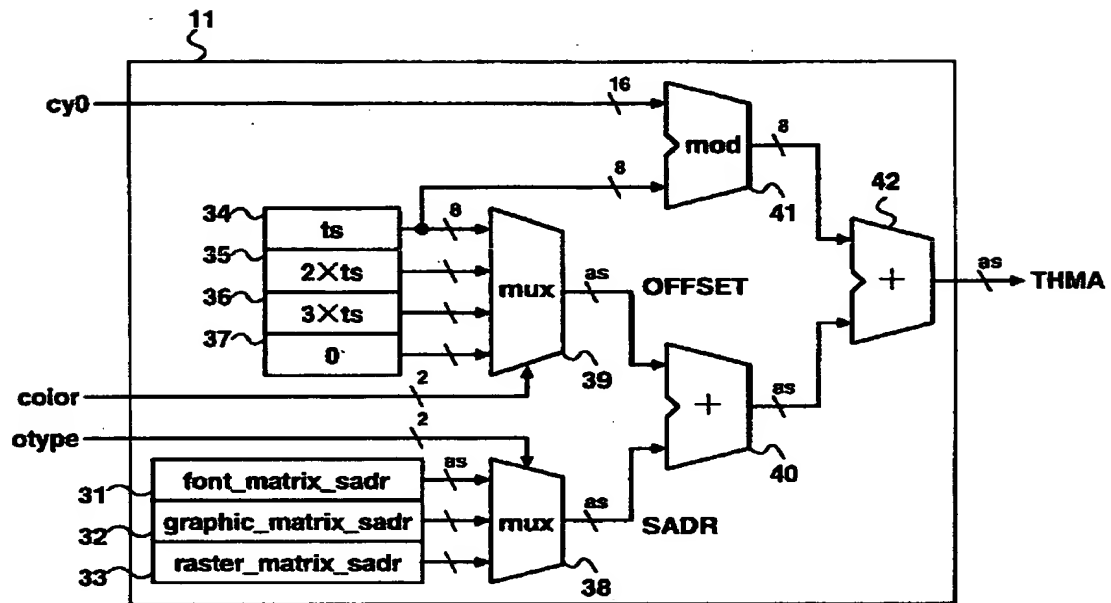 11
cy0
16
mod
8
41
42
8
34
ts
8
35
2×ts
36
3×ts
37
0
mux
39
as
OFFSET
+
as
THMA
color
2
otype
2
+
as
40
31
font_matrix_sadr
as
32
graphic_matrix_sadr
33
raster_matrix_sadr
mux
38
as
SADR